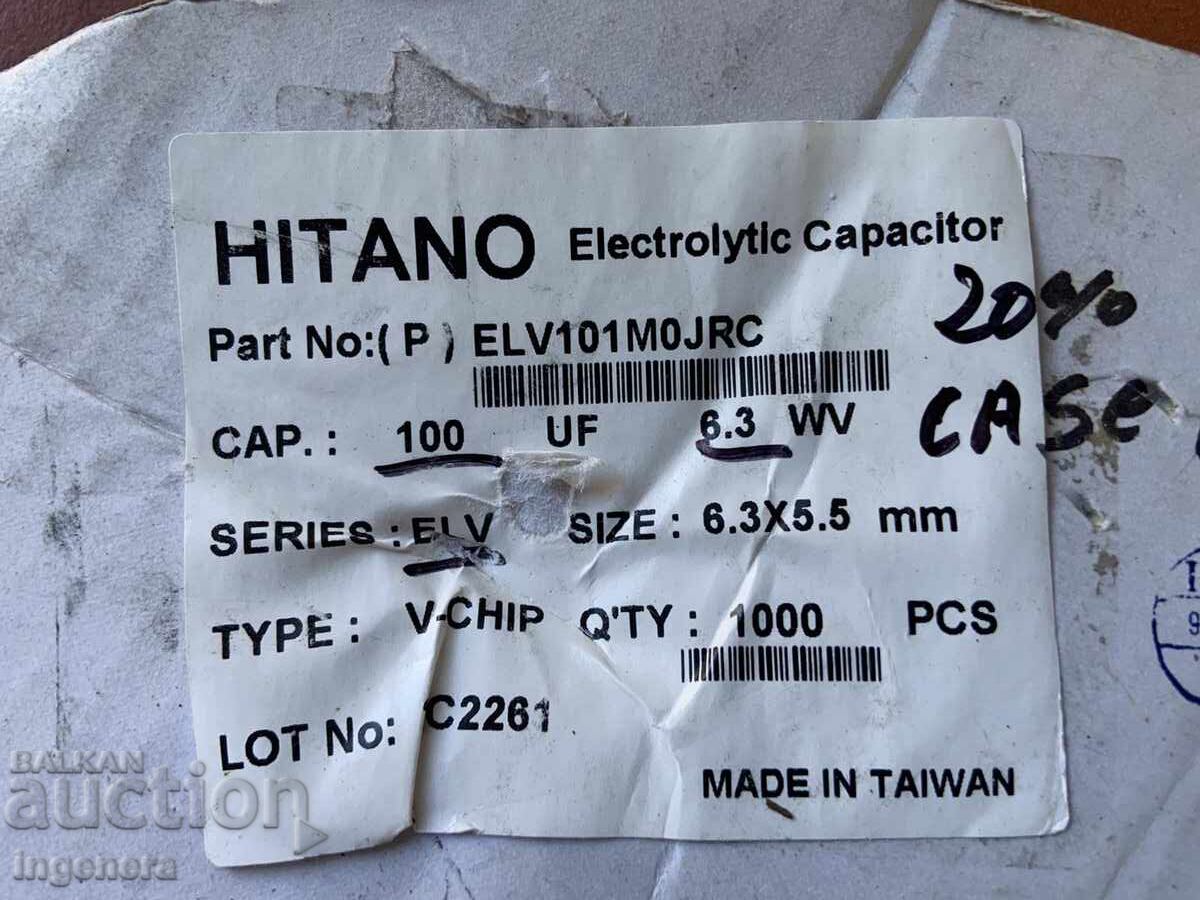 HITANO Electrolytic Capacitor
20%
Part No:( P ) ELV101M0JRC
CASE
CAP. : 100 UF 6.3 WV
SERIES : ELV SIZE : 6.3X5.5 mm
TYPE : V-CHIP Q'TY : 1000 PCS
LOT No: C2261
MADE IN TAIWAN
BALKAN
auction
ingenera